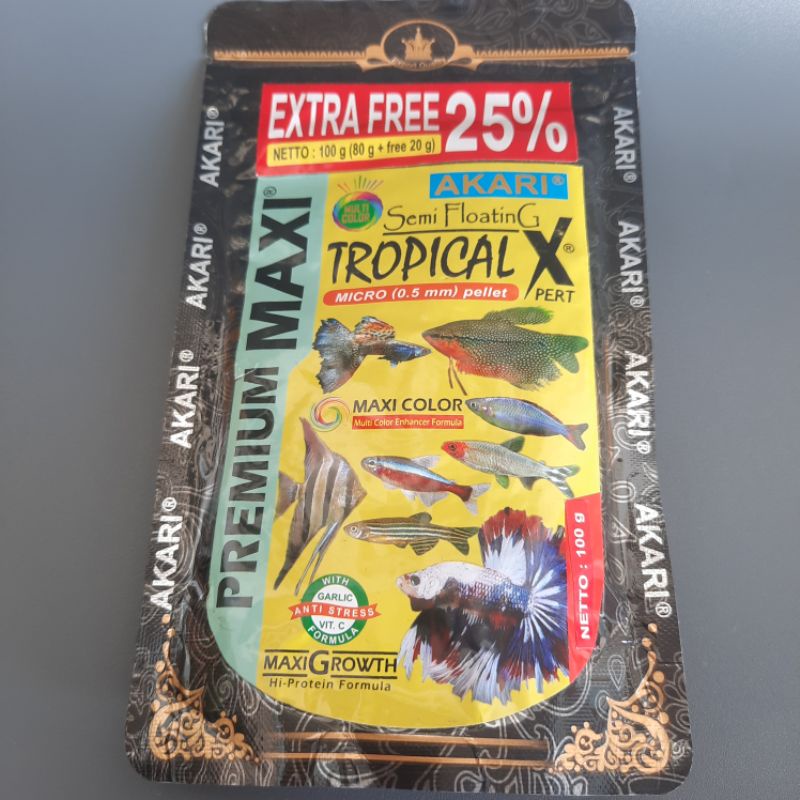 EXTRA FREE 25%
NETTO : 100 g (80 g + free 20 g)
PREMIUM MAXI®
MULTI COLOR
AKARI®
Semi FloatinG
TROPICAL X®PERT
MICRO (0.5 mm) pellet
MAXI COLOR
Multi Color Enhancer Formula
WITH
GARLIC
ANTI STRESS
VIT. C
FORMULA
NETTO : 100 g
MAXIGROWTH
Hi-Protein Formula
AKARI®
AKARI®
AKARI®
AKARI®
AKARI®
AKARI®
AKARI®
AKARI®